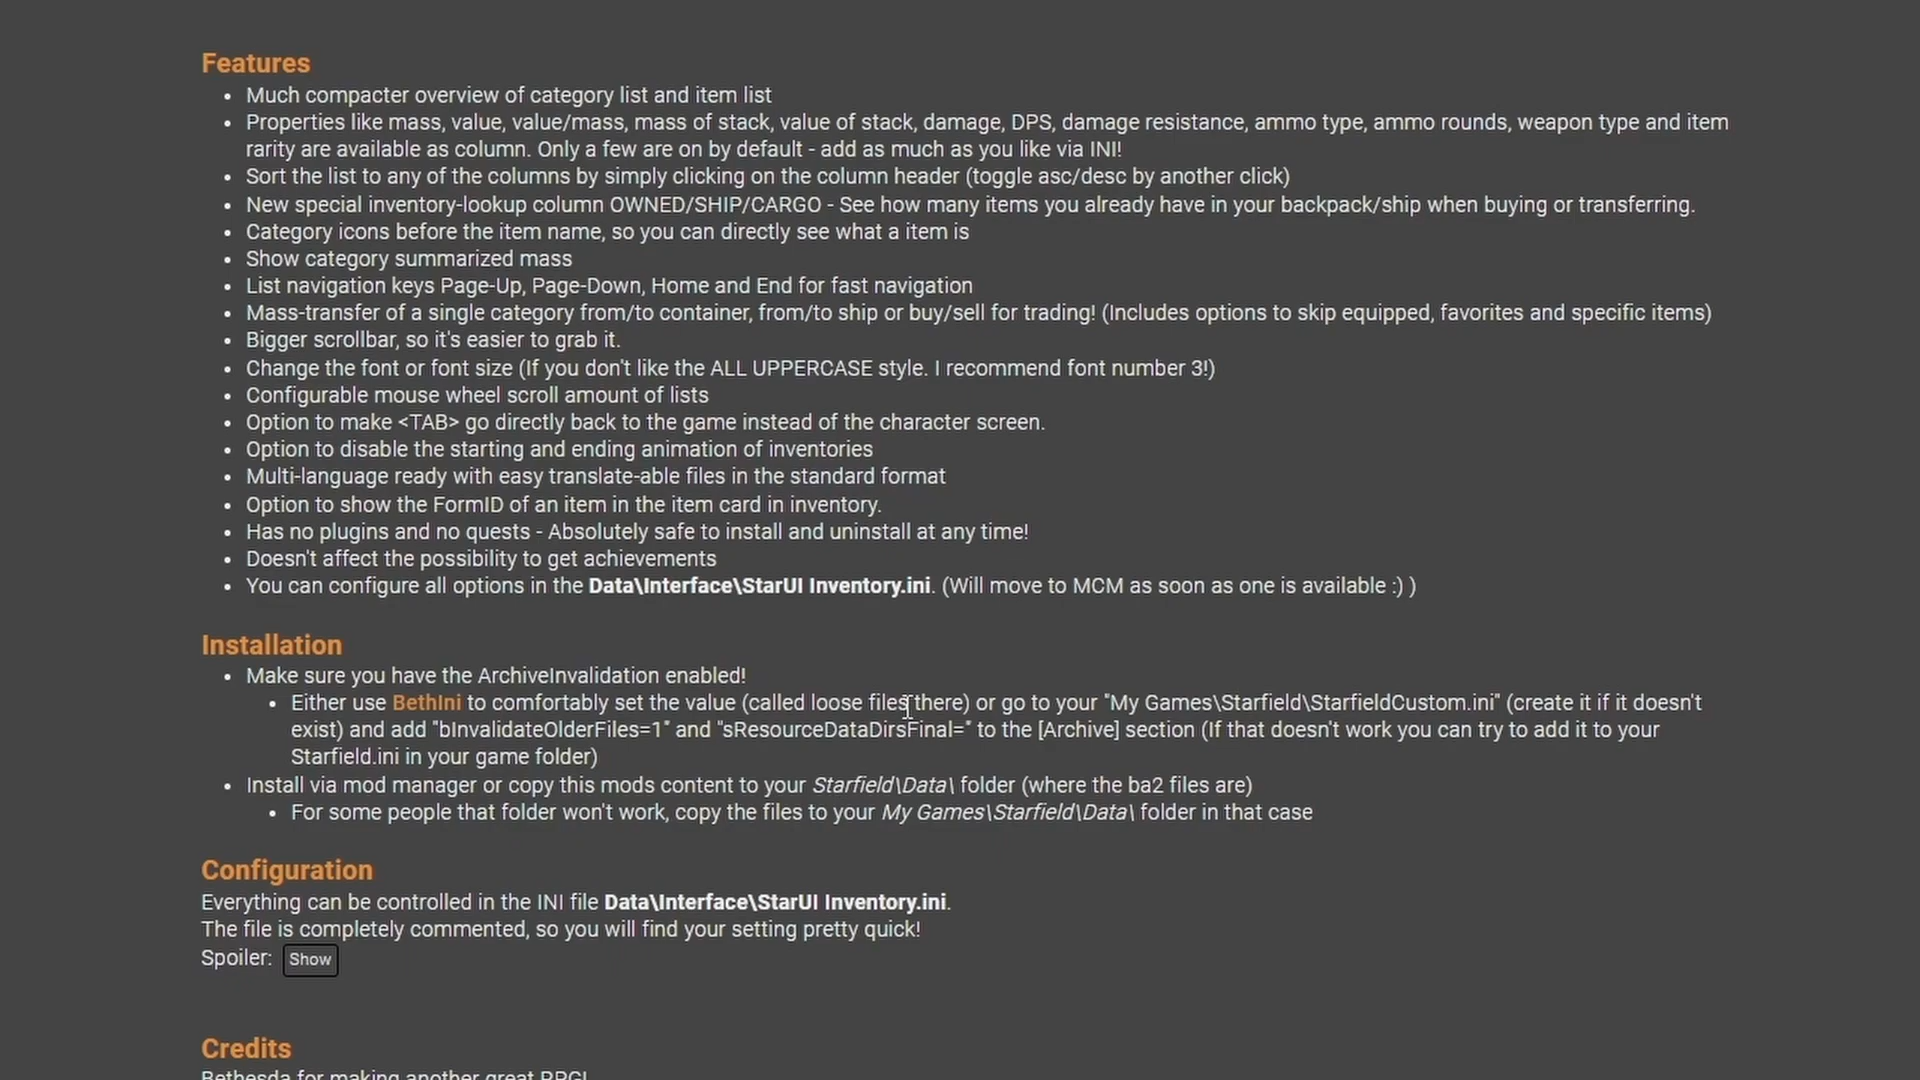 Features
• Much compacter overview of category list and item list
• Properties like mass, value, value/mass, mass of stack, value of stack, damage, DPS, damage resistance, ammo type, ammo rounds, weapon type and item
rarity are available as column. Only a few are on by default - add as much as you like via INI!
• Sort the list to any of the columns by simply clicking on the column header (toggle asc/desc by another click)
• New special inventory-lookup column OWNED/SHIP/CARGO - See how many items you already have in your backpack/ship when buying or transferring.
• Category icons before the item name, so you can directly see what a item is
• Show category summarized mass
• List navigation keys Page-Up, Page-Down, Home and End for fast navigation
• Mass-transfer of a single category from/to container, from/to ship or buy/sell for trading! (Includes options to skip equipped, favorites and specific items)
• Bigger scrollbar, so it's easier to grab it.
• Change the font or font size (If you don't like the ALL UPPERCASE style. I recommend font number 3!)
• Configurable mouse wheel scroll amount of lists
• Option to make <TAB> go directly back to the game instead of the character screen.
• Option to disable the starting and ending animation of inventories
• Multi-language ready with easy translate-able files in the standard format
• Option to show the FormID of an item in the item card in inventory.
• Has no plugins and no quests - Absolutely safe to install and uninstall at any time!
• Doesn't affect the possibility to get achievements
• You can configure all options in the Data\Interface\StarUI Inventory.ini. (Will move to MCM as soon as one is available :) )
Installation
• Make sure you have the ArchiveInvalidation enabled!
• Either use BethIni to comfortably set the value (called loose files there) or go to your "My Games\Starfield\StarfieldCustom.ini" (create it if it doesn't
exist) and add "bInvalidateOlderFiles=1" and "sResourceDataDirsFinal=" to the [Archive] section (If that doesn't work you can try to add it to your
Starfield.ini in your game folder)
• Install via mod manager or copy this mods content to your Starfield\Data\ folder (where the ba2 files are)
• For some people that folder won't work, copy the files to your My Games\Starfield\Data\ folder in that case
Configuration
Everything can be controlled in the INI file Data\Interface\StarUI Inventory.ini.
The file is completely commented, so you will find your setting pretty quick!
Spoiler: Show
Credits
Bethesda for making another great RPG!